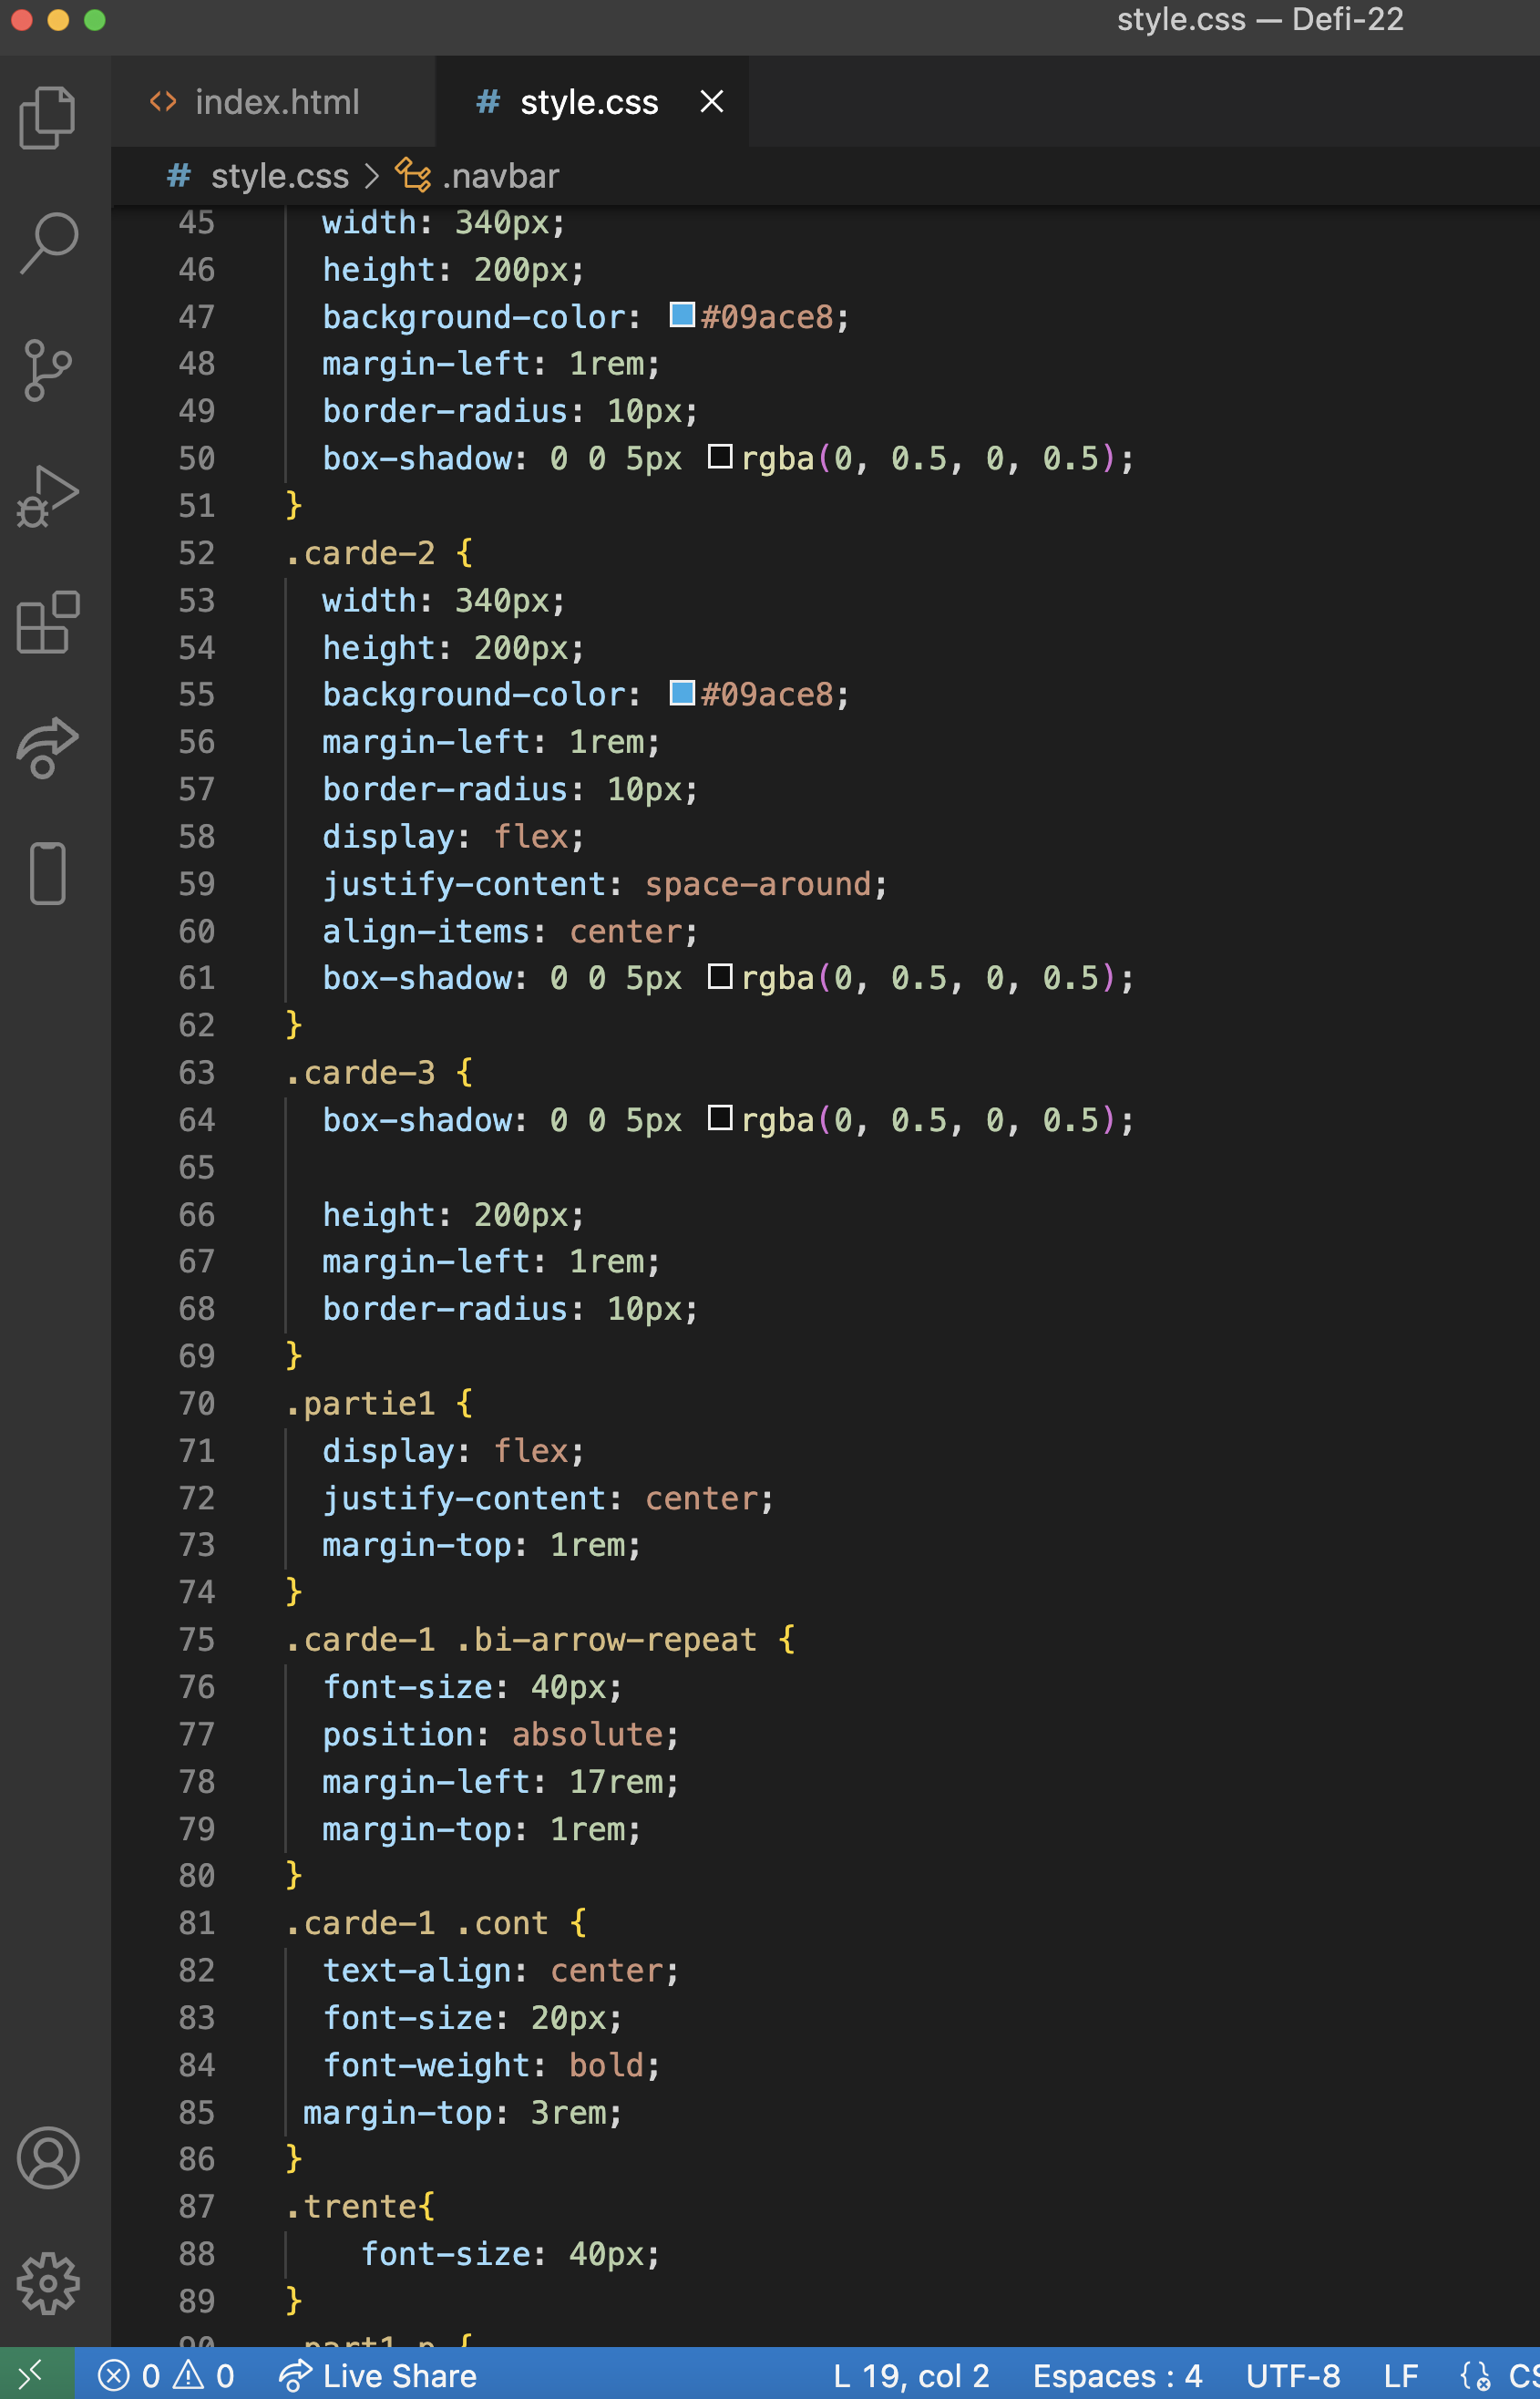 style.css — Defi-22
index.html
style.css
style.css > .navbar
45 width: 340px;
46 height: 200px;
47 background-color: #09ace8;
48 margin-left: 1rem;
49 border-radius: 10px;
50 box-shadow: 0 0 5px rgba(0, 0.5, 0, 0.5);
51 }
52 .carde-2 {
53 width: 340px;
54 height: 200px;
55 background-color: #09ace8;
56 margin-left: 1rem;
57 border-radius: 10px;
58 display: flex;
59 justify-content: space-around;
60 align-items: center;
61 box-shadow: 0 0 5px rgba(0, 0.5, 0, 0.5);
62 }
63 .carde-3 {
64 box-shadow: 0 0 5px rgba(0, 0.5, 0, 0.5);
65
66 height: 200px;
67 margin-left: 1rem;
68 border-radius: 10px;
69 }
70 .partie1 {
71 display: flex;
72 justify-content: center;
73 margin-top: 1rem;
74 }
75 .carde-1 .bi-arrow-repeat {
76 font-size: 40px;
77 position: absolute;
78 margin-left: 17rem;
79 margin-top: 1rem;
80 }
81 .carde-1 .cont {
82 text-align: center;
83 font-size: 20px;
84 font-weight: bold;
85 margin-top: 3rem;
86 }
87 .trente{
88 font-size: 40px;
89 }
90 .part1 p {
0 0 Live Share L 19, col 2 Espaces : 4 UTF-8 LF CS